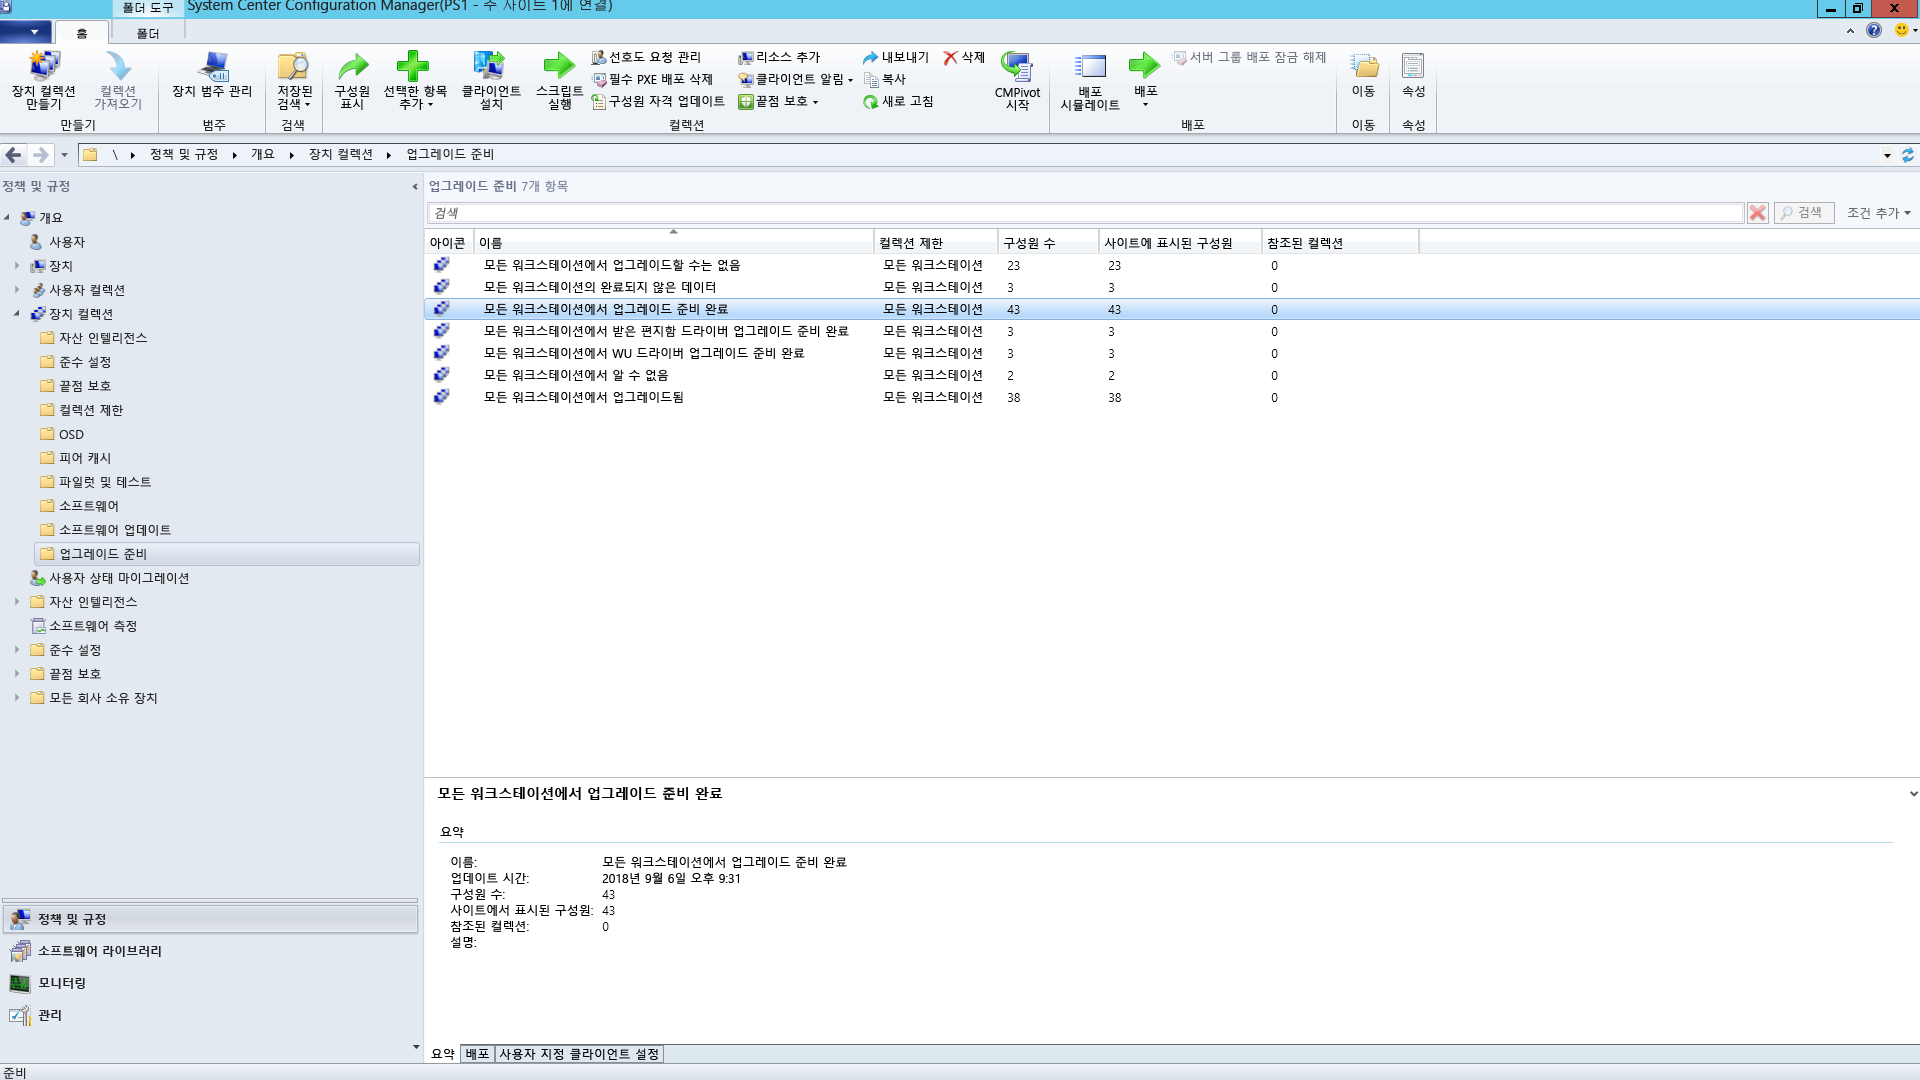 폴더 도구
System Center Configuration Manager(PS1 - 주 사이트 1에 연결)
홈
폴더
장치 컬렉션 만들기
컬렉션 가져오기
장치 범주 관리
저장된 검색
구성원 표시
선택한 항목 추가
클라이언트 설치
스크립트 실행
선호도 요청 관리
필수 PXE 배포 삭제
구성원 자격 업데이트
리소스 추가
클라이언트 알림
끝점 보호
내보내기
복사
새로 고침
삭제
CMPivot 시작
배포 시뮬레이트
배포
서버 그룹 배포 잠금 해제
이동
속성
만들기
범주
검색
컬렉션
배포
이동
속성
\ 정책 및 규정 개요 장치 컬렉션 업그레이드 준비
정책 및 규정
개요
사용자
장치
사용자 컬렉션
장치 컬렉션
자산 인텔리전스
준수 설정
끝점 보호
컬렉션 제한
OSD
피어 캐시
파일럿 및 테스트
소프트웨어
소프트웨어 업데이트
업그레이드 준비
사용자 상태 마이그레이션
자산 인텔리전스
소프트웨어 측정
준수 설정
끝점 보호
모든 회사 소유 장치
정책 및 규정
소프트웨어 라이브러리
모니터링
관리
업그레이드 준비 7개 항목
검색
검색
조건 추가
아이콘 이름 컬렉션 제한 구성원 수 사이트에 표시된 구성원 참조된 컬렉션
모든 워크스테이션에서 업그레이드할 수는 없음 모든 워크스테이션 23 23 0
모든 워크스테이션의 완료되지 않은 데이터 모든 워크스테이션 3 3 0
모든 워크스테이션에서 업그레이드 준비 완료 모든 워크스테이션 43 43 0
모든 워크스테이션에서 받은 편지함 드라이버 업그레이드 준비 완료 모든 워크스테이션 3 3 0
모든 워크스테이션에서 WU 드라이버 업그레이드 준비 완료 모든 워크스테이션 3 3 0
모든 워크스테이션에서 알 수 없음 모든 워크스테이션 2 2 0
모든 워크스테이션에서 업그레이드됨 모든 워크스테이션 38 38 0
모든 워크스테이션에서 업그레이드 준비 완료
요약
이름: 모든 워크스테이션에서 업그레이드 준비 완료
업데이트 시간: 2018년 9월 6일 오후 9:31
구성원 수: 43
사이트에서 표시된 구성원: 43
참조된 컬렉션: 0
설명:
요약 배포 사용자 지정 클라이언트 설정
준비